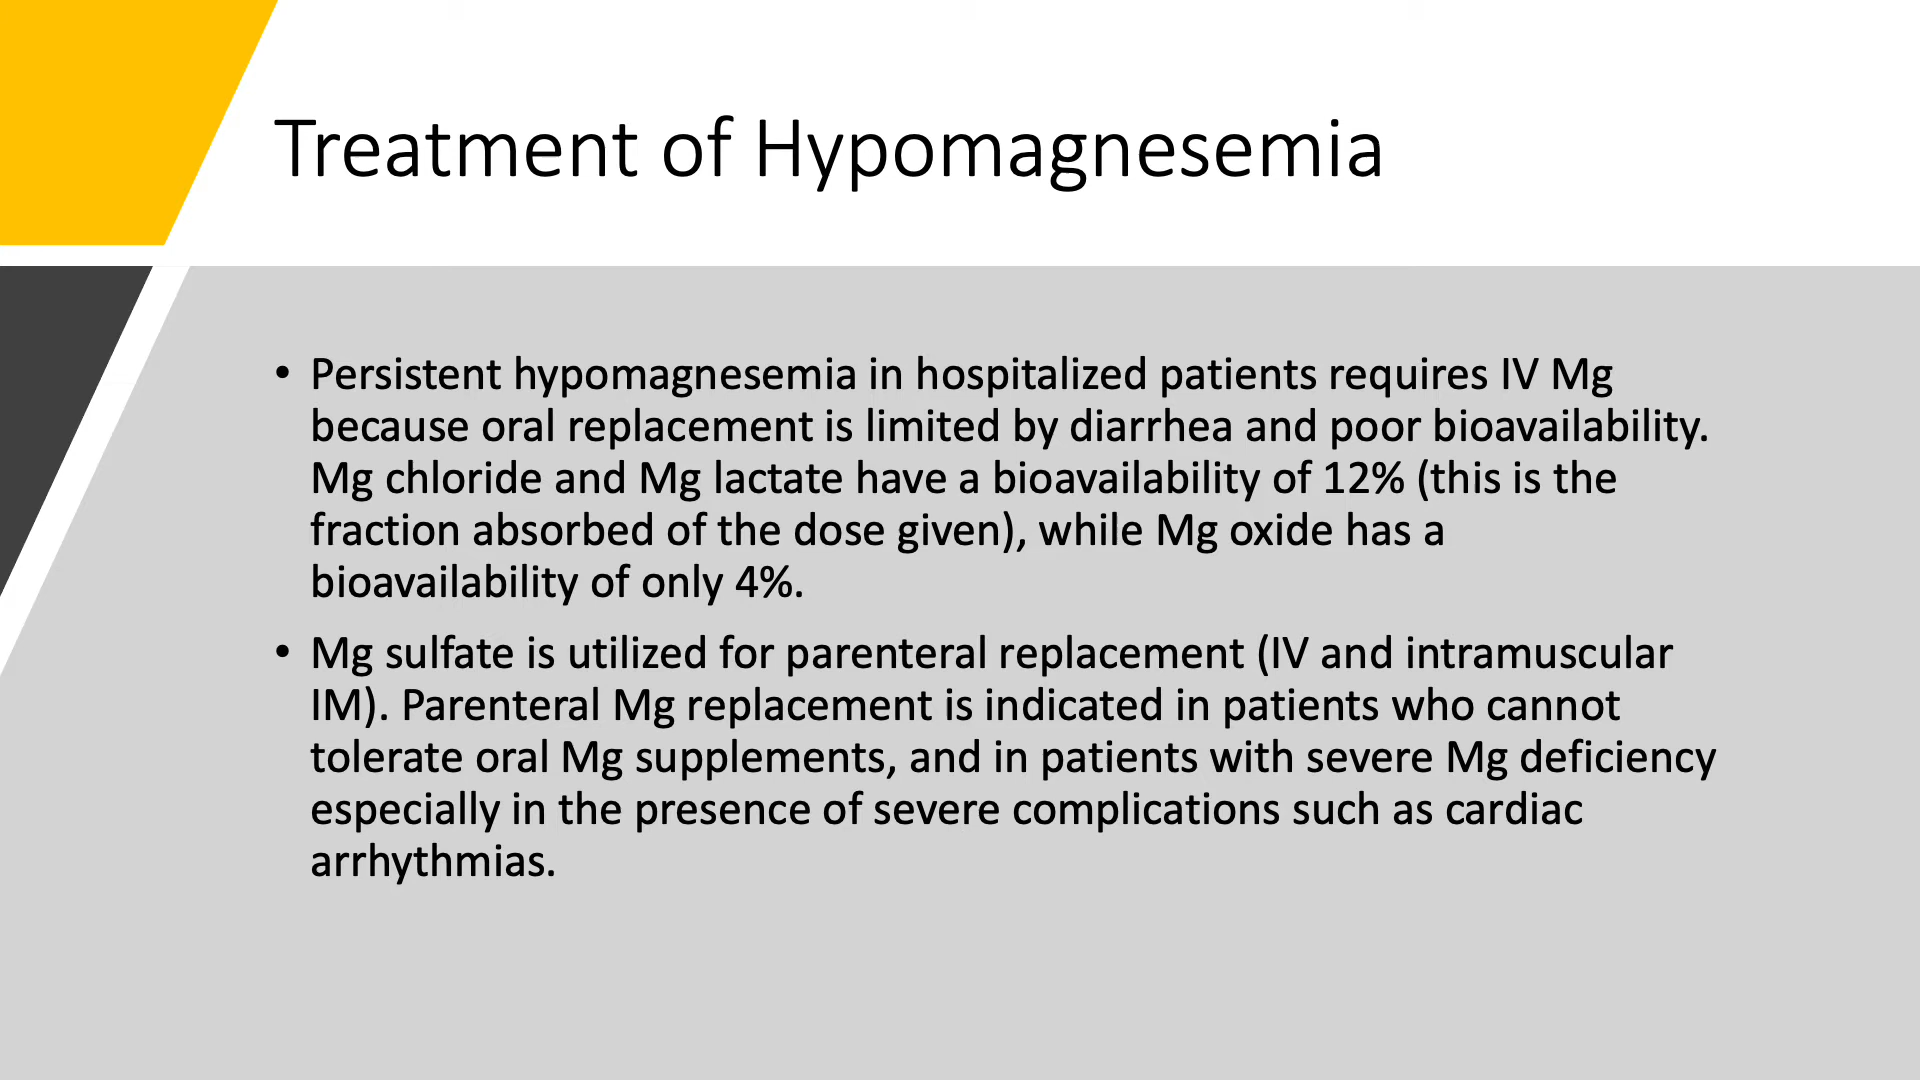 Treatment of Hypomagnesemia
• Persistent hypomagnesemia in hospitalized patients requires IV Mg
because oral replacement is limited by diarrhea and poor bioavailability.
Mg chloride and Mg lactate have a bioavailability of 12% (this is the
fraction absorbed of the dose given), while Mg oxide has a
bioavailability of only 4%.
• Mg sulfate is utilized for parenteral replacement (IV and intramuscular
IM). Parenteral Mg replacement is indicated in patients who cannot
tolerate oral Mg supplements, and in patients with severe Mg deficiency
especially in the presence of severe complications such as cardiac
arrhythmias.